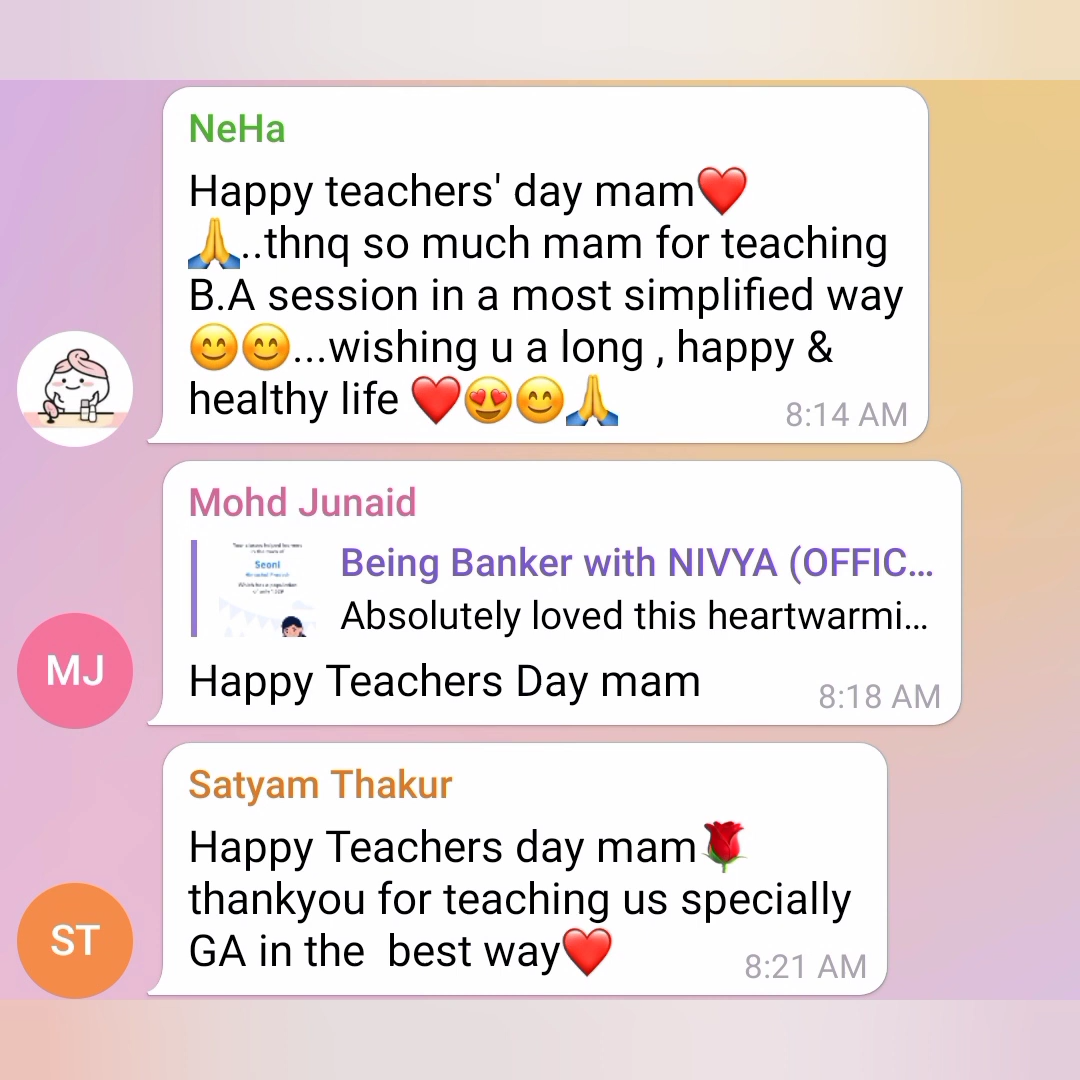 NeHa
Happy teachers' day mam❤️
🙏..thnq so much mam for teaching
B.A session in a most simplified way
😊😊...wishing u a long , happy &
healthy life ❤️😍😊🙏
8:14 AM
Mohd Junaid
Seoni
Being Banker with NIVYA (OFFIC...
Absolutely loved this heartwarmi...
MJ
Happy Teachers Day mam
8:18 AM
Satyam Thakur
Happy Teachers day mam🌹
thankyou for teaching us specially
GA in the  best way❤️
ST
8:21 AM